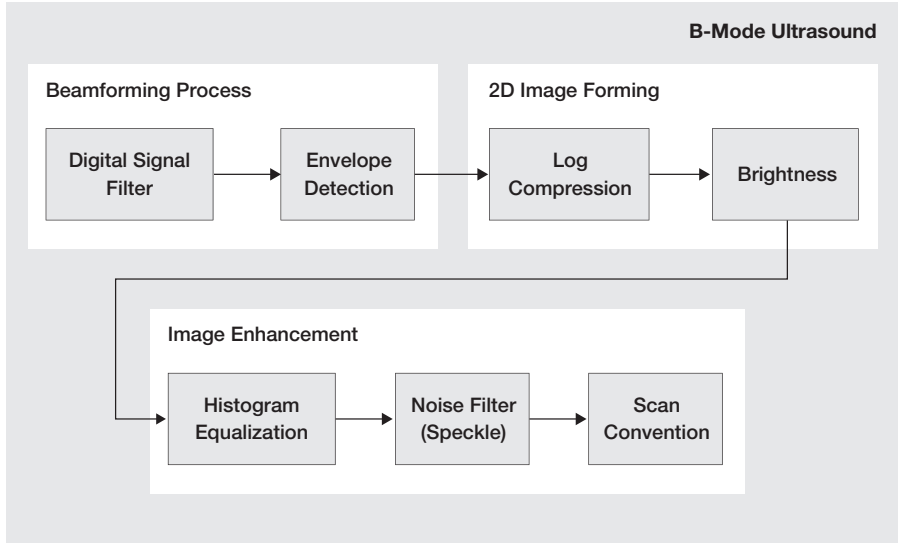 B-Mode Ultrasound
Beamforming Process
Digital Signal
Filter
Envelope
Detection
2D Image Forming
Log
Compression
Brightness
Image Enhancement
Histogram
Equalization
Noise Filter
(Speckle)
Scan
Convention